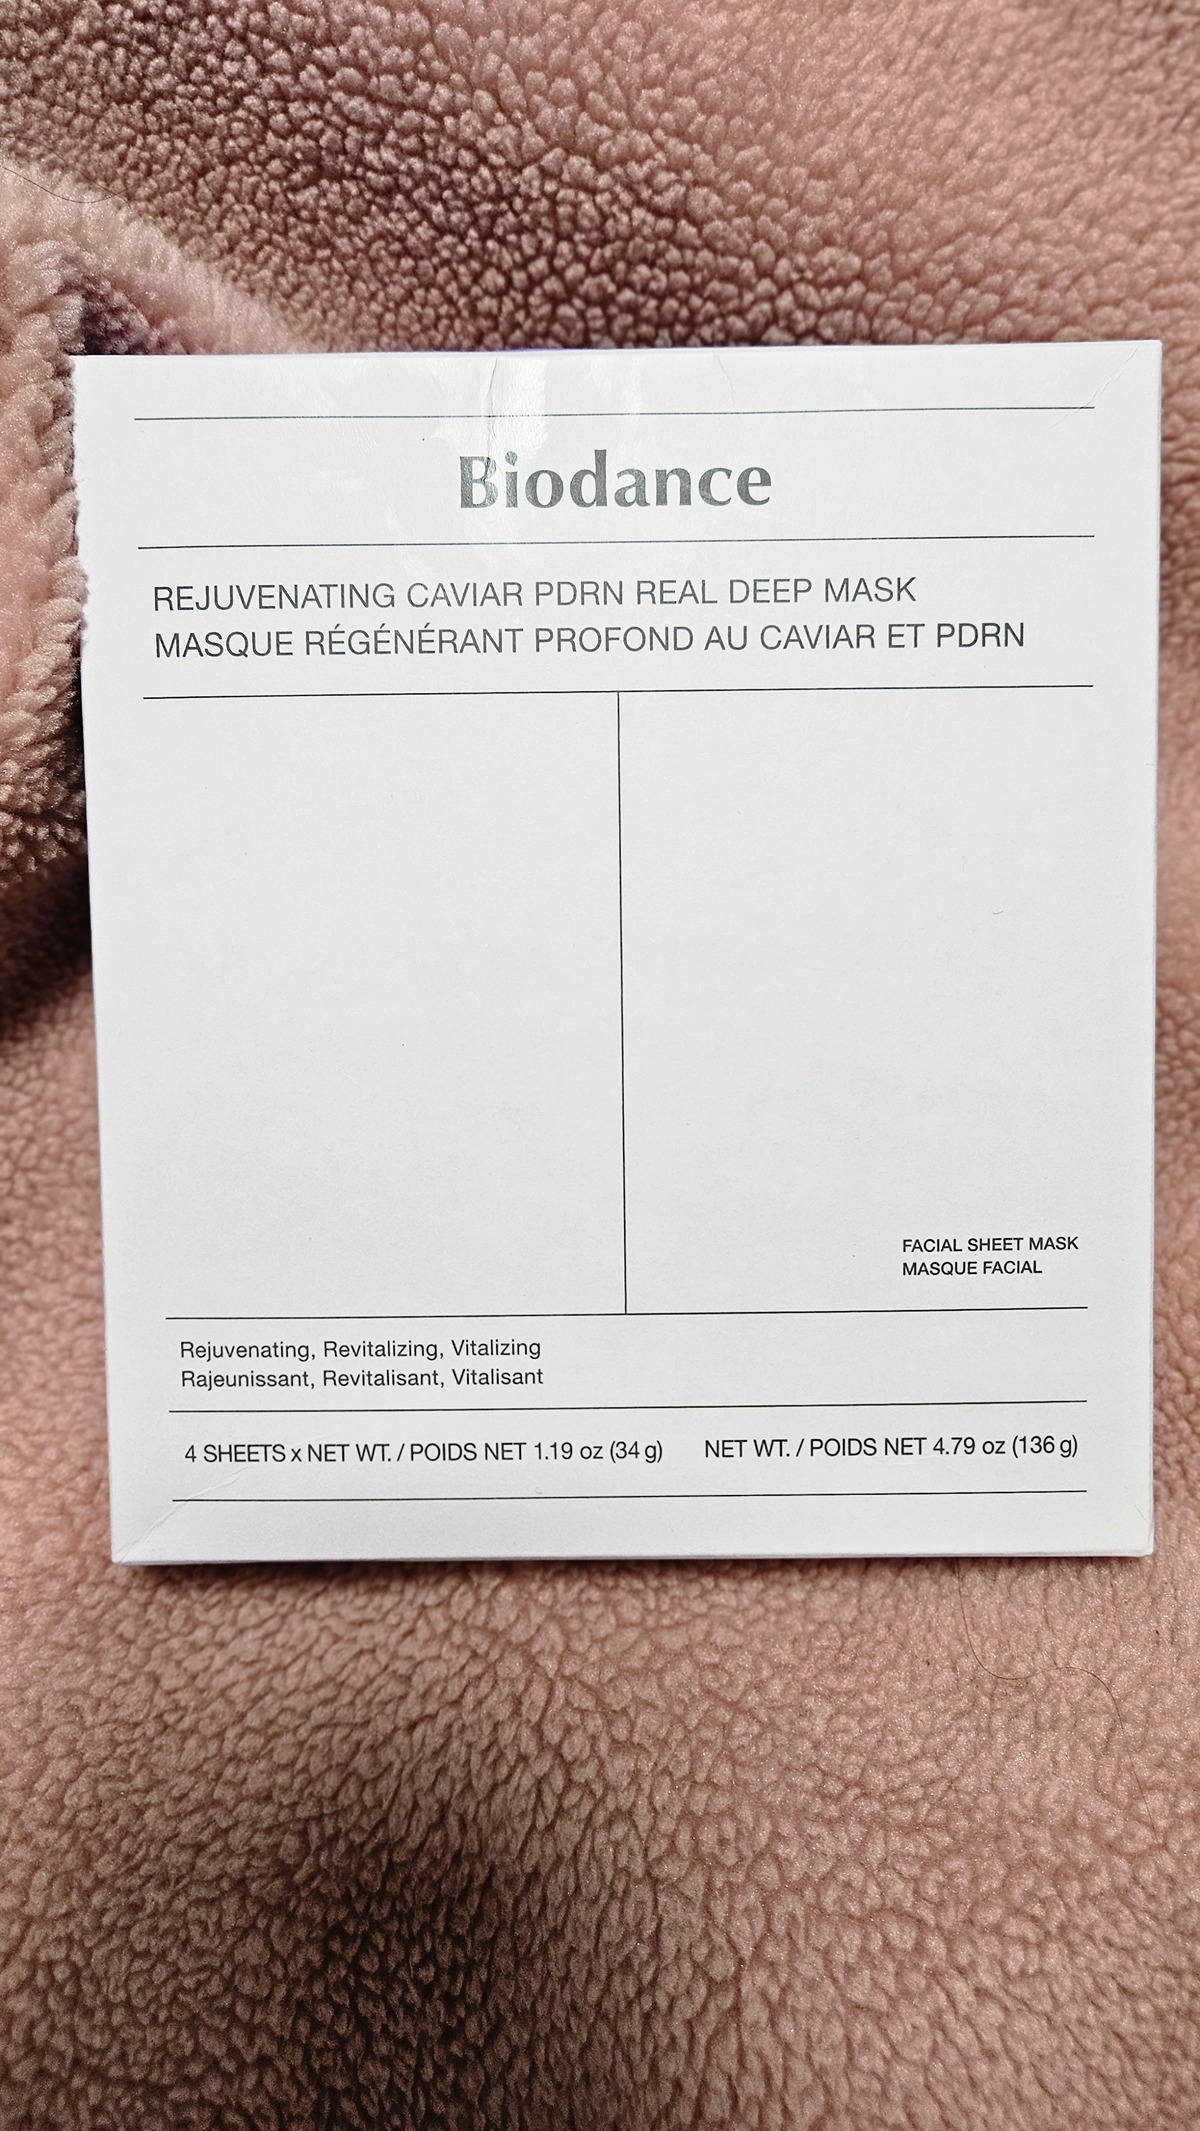 Biodance
REJUVENATING CAVIAR PDRN REAL DEEP MASK
MASQUE RÉGÉNÉRANT PROFOND AU CAVIAR ET PDRN
FACIAL SHEET MASK
MASQUE FACIAL
Rejuvenating, Revitalizing, Vitalizing
Rajeunissant, Revitalisant, Vitalisant
4 SHEETS x NET WT. / POIDS NET 1.19 oz (34 g) NET WT. / POIDS NET 4.79 oz (136 g)